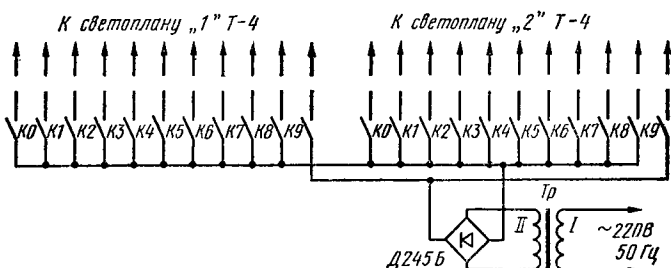 К светоплану „1” Т-4
К светоплану „2” Т-4
К0 К1 К2 К3 К4 К5 К6 К7 К8 К9
К0 К1 К2 К3 К4 К5 К6 К7 К8 К9
Тр
II I
~220В
50 Гц
Д245Б